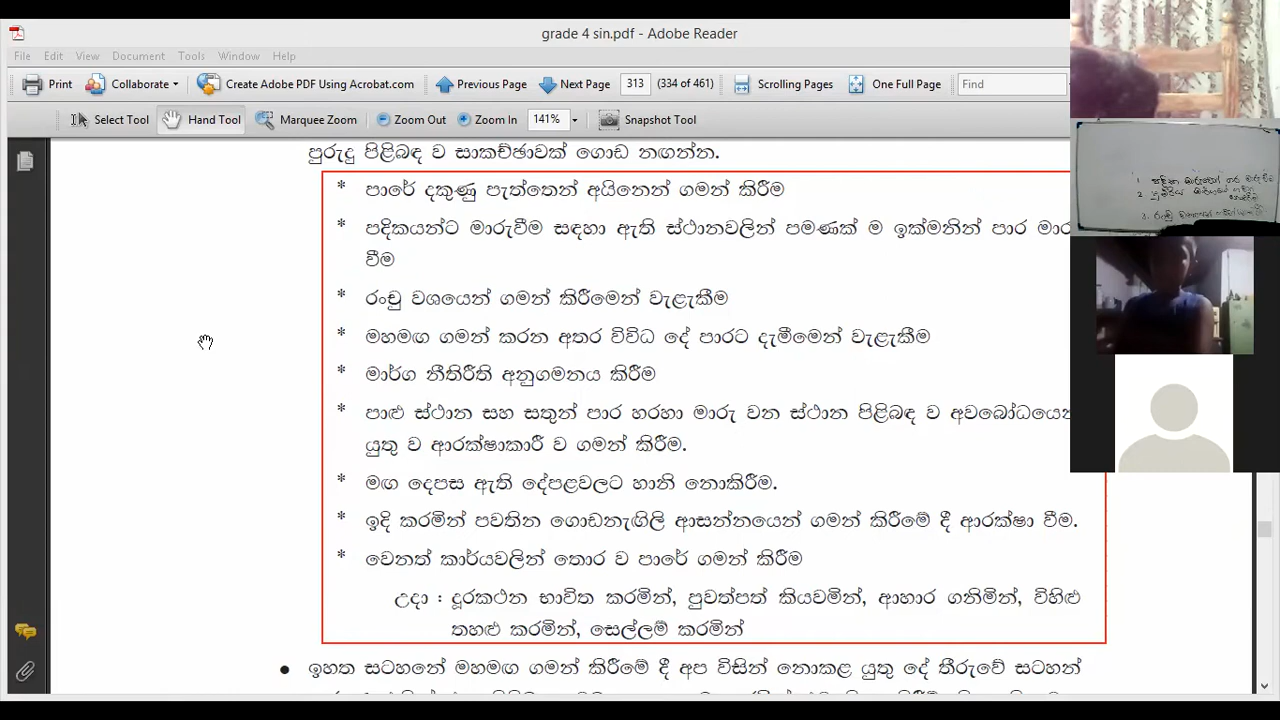 grade 4 sin.pdf - Adobe Reader
File Edit View Document Tools Window Help
Print Collaborate Create Adobe PDF Using Acrobat.com Previous Page Next Page 313 (334 of 461) Scrolling Pages One Full Page Find
Select Tool Hand Tool Marquee Zoom Zoom Out Zoom In 141% Snapshot Tool
පුරුදු පිළිබඳ ව සාකච්ඡාවක් ගොඩ නඟන්න.
* පාරේ දකුණු පැත්තෙන් අයිනෙන් ගමන් කිරීම
* පදිකයන්ට මාරුවීම සඳහා ඇති ස්ථානවලින් පමණක් ම ඉක්මනින් පාර මාර
වීම
* රංචු වශයෙන් ගමන් කිරීමෙන් වැළැකීම
* මහමඟ ගමන් කරන අතර විවිධ දේ පාරට දැමීමෙන් වැළැකීම
* මාර්ග නීතිරීති අනුගමනය කිරීම
* පාළු ස්ථාන සහ සතුන් පාර හරහා මාරු වන ස්ථාන පිළිබඳ ව
යුතු ව ආරක්ෂාකාරී ව ගමන් කිරීම.
* මඟ දෙපස ඇති දේපළවලට හානි නොකිරීම.
* ඉදි කරමින් පවතින ගොඩනැඟිලි ආසන්නයෙන් ගමන් කිරීමේ දී ආරක්ෂා වීම.
* වෙනත් කාර්යවලින් තොර ව පාරේ ගමන් කිරීම
උදා : දුරකථන භාවිත කරමින්, පුවත්පත් කියවමින්, ආහාර ගනිමින්, විහිළු
තහළු කරමින්, සෙල්ලම් කරමින්
● ඉහත සටහනේ මහමඟ ගමන් කිරීමේ දී අප විසින් නොකළ යුතු දේ තීරුවේ සටහන්